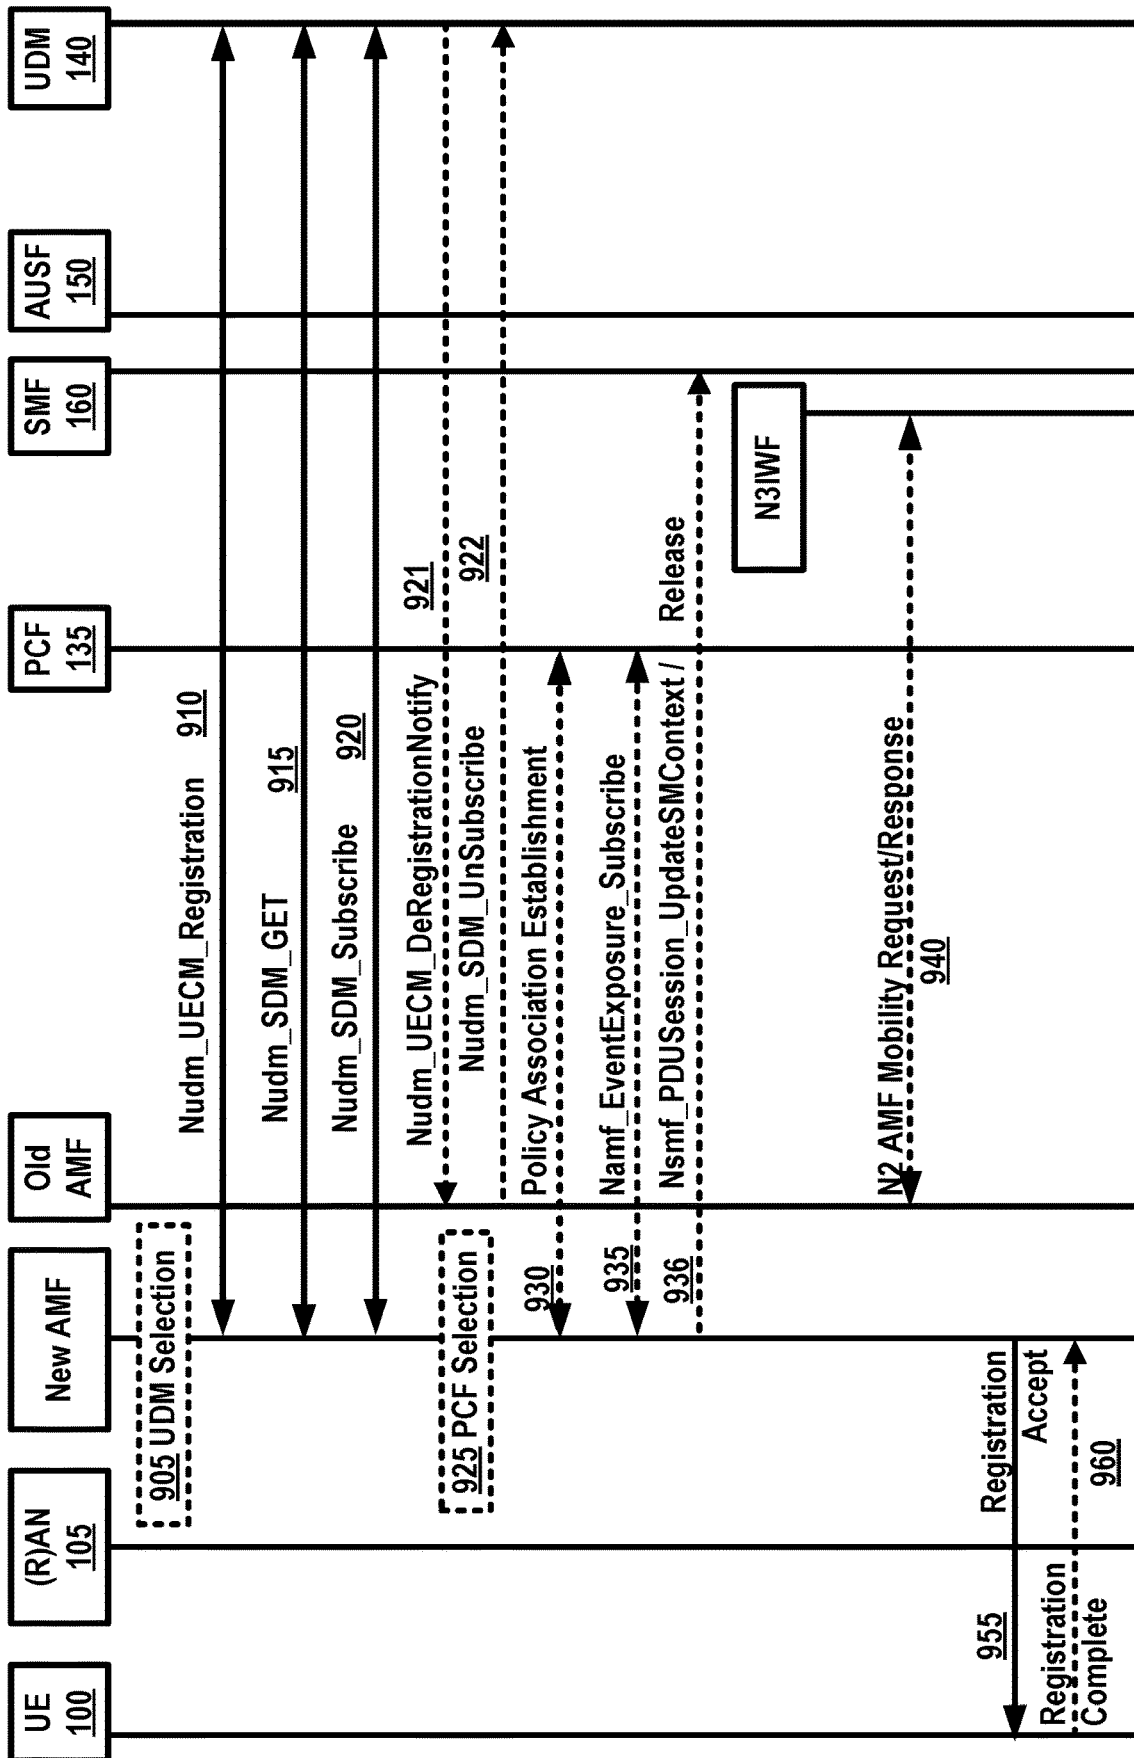 UE
100
(R)AN
105
New AMF
Old
AMF
PCF
135
SMF
160
AUSF
150
UDM
140
905 UDM Selection
Nudm_UECM_Registration 910
Nudm_SDM_GET 915
Nudm_SDM_Subscribe 920
Nudm_UECM_DeRegistrationNotify 921
925 PCF Selection
Nudm_SDM_UnSubscribe 922
930 Policy Association Establishment
935 Namf_EventExposure_Subscribe
936 Nsmf_PDUSession_UpdateSMContext / Release
N3IWF
N2 AMF Mobility Request/Response
940
955 Registration
Accept
Registration
Complete
960